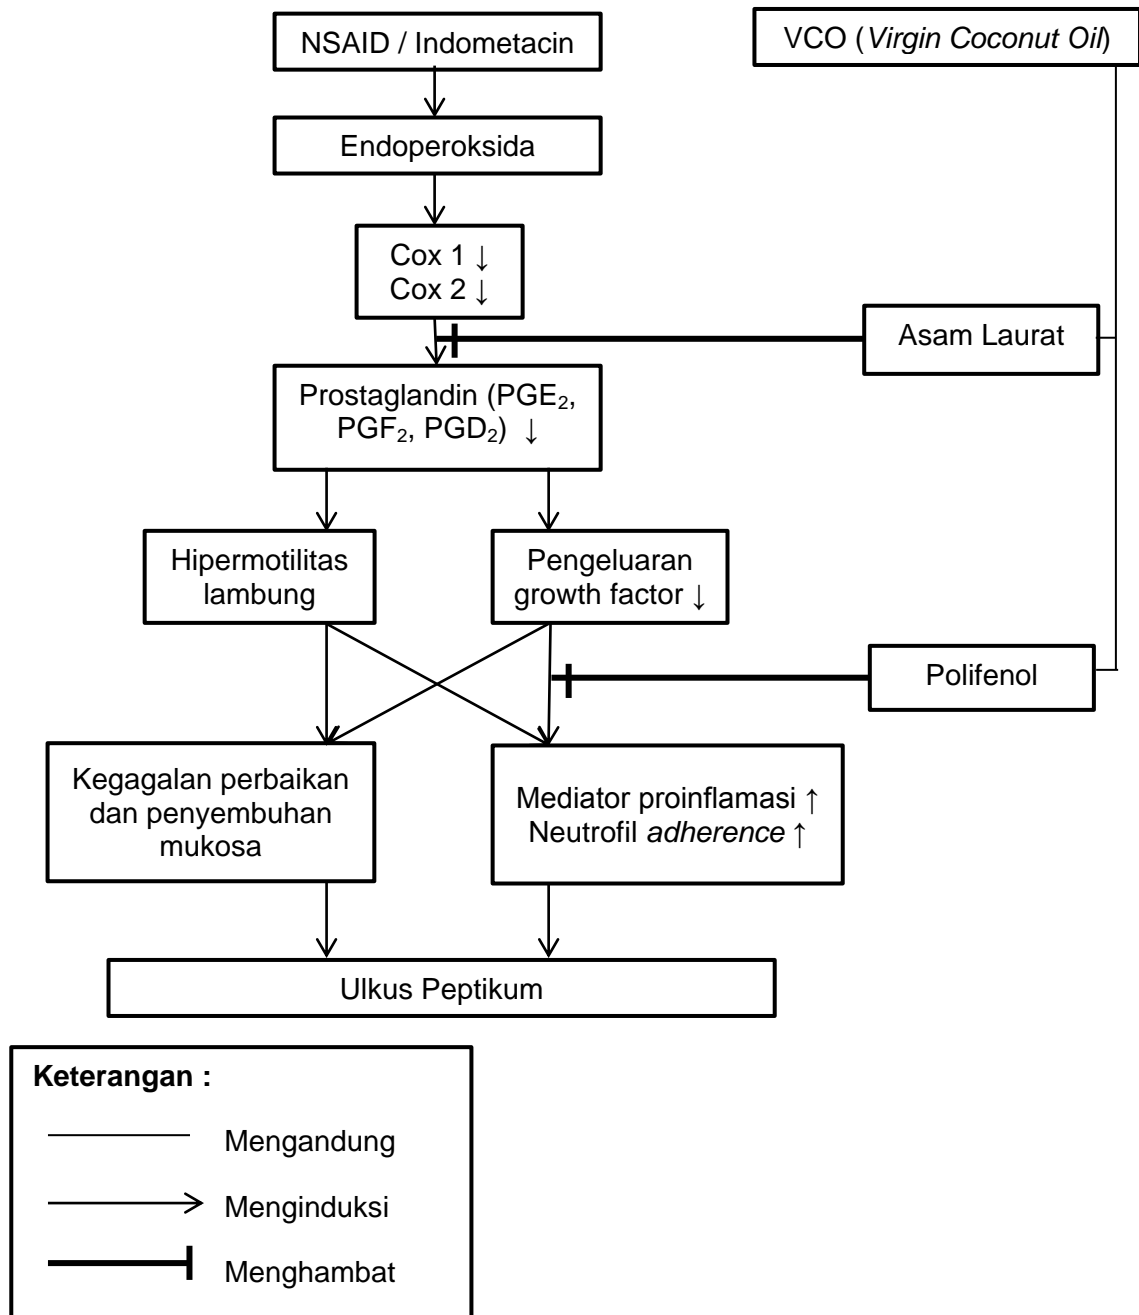 NSAID / Indometacin
VCO (Virgin Coconut Oil)
Endoperoksida
Cox 1 ↓
Cox 2 ↓
Asam Laurat
Prostaglandin (PGE₂,
PGF₂, PGD₂) ↓
Hipermotilitas
lambung
Pengeluaran
growth factor ↓
Polifenol
Kegagalan perbaikan
dan penyembuhan
mukosa
Mediator proinflamasi ↑
Neutrofil adherence ↑
Ulkus Peptikum
Keterangan :
Mengandung
Menginduksi
Menghambat